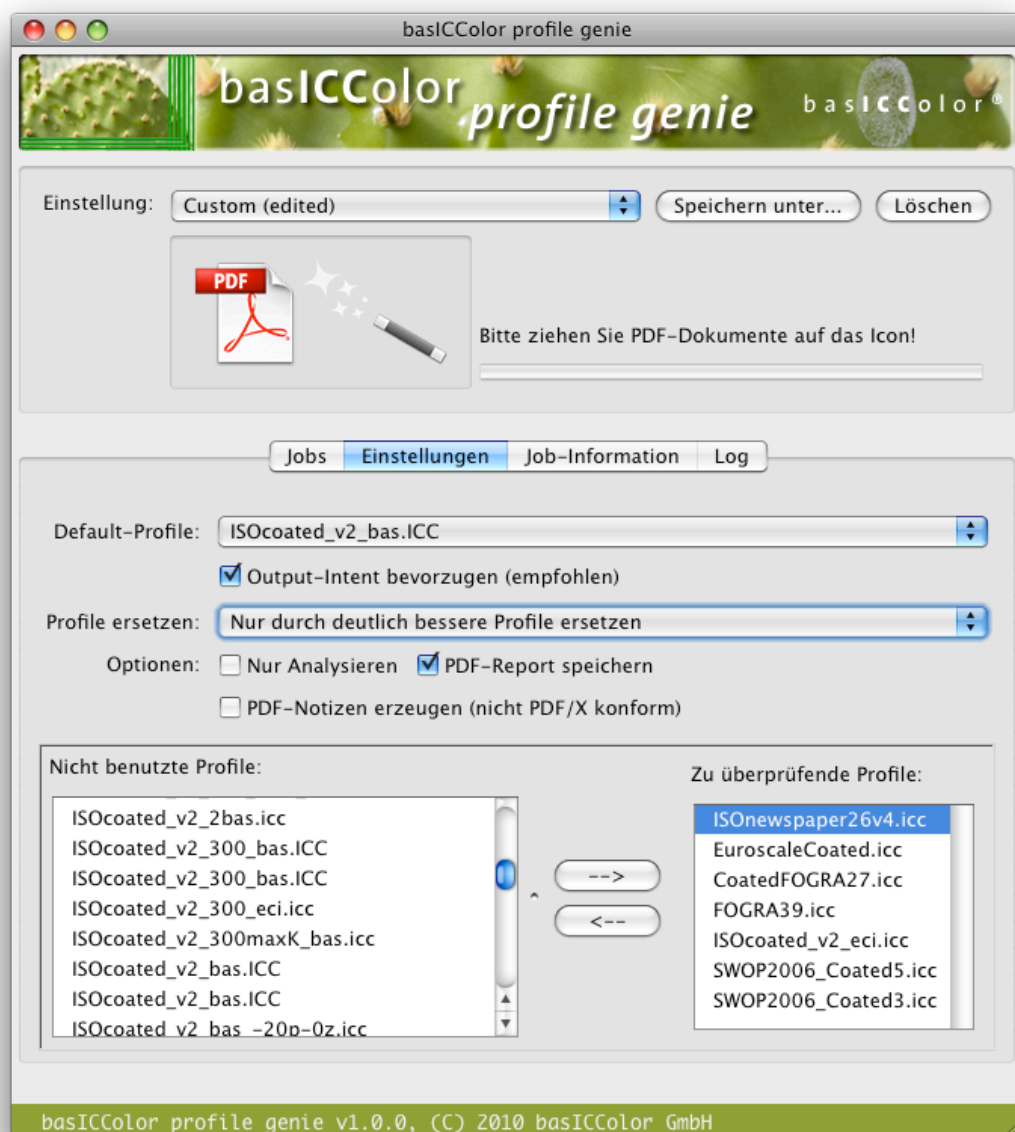 basICColor profile genie
basICColor
profile genie
basICColor®
Einstellung:
Custom (edited)
Speichern unter...
Löschen
PDF
Bitte ziehen Sie PDF-Dokumente auf das Icon!
Jobs
Einstellungen
Job-Information
Log
Default-Profile:
ISOcoated_v2_bas.ICC
Output-Intent bevorzugen (empfohlen)
Profile ersetzen:
Nur durch deutlich bessere Profile ersetzen
Optionen:
Nur Analysieren
PDF-Report speichern
PDF-Notizen erzeugen (nicht PDF/X konform)
Nicht benutzte Profile:
ISOcoated_v2_2bas.icc
ISOcoated_v2_300_bas.ICC
ISOcoated_v2_300_bas.ICC
ISOcoated_v2_300_eci.icc
ISOcoated_v2_300maxK_bas.icc
ISOcoated_v2_bas.ICC
ISOcoated_v2_bas.ICC
ISOcoated_v2_bas_-20p-0z.icc
-->
<--
Zu überprüfende Profile:
ISOnewspaper26v4.icc
EuroscaleCoated.icc
CoatedFOGRA27.icc
FOGRA39.icc
ISOcoated_v2_eci.icc
SWOP2006_Coated5.icc
SWOP2006_Coated3.icc
basICColor profile genie v1.0.0, (C) 2010 basICColor GmbH